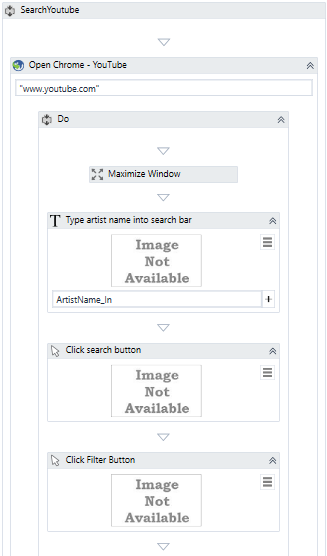 SearchYoutube
Open Chrome - YouTube
"www.youtube.com"
Do
Maximize Window
Type artist name into search bar
Image
Not
Available
ArtistName_In
+
Click search button
Image
Not
Available
Click Filter Button
Image
Not
Available